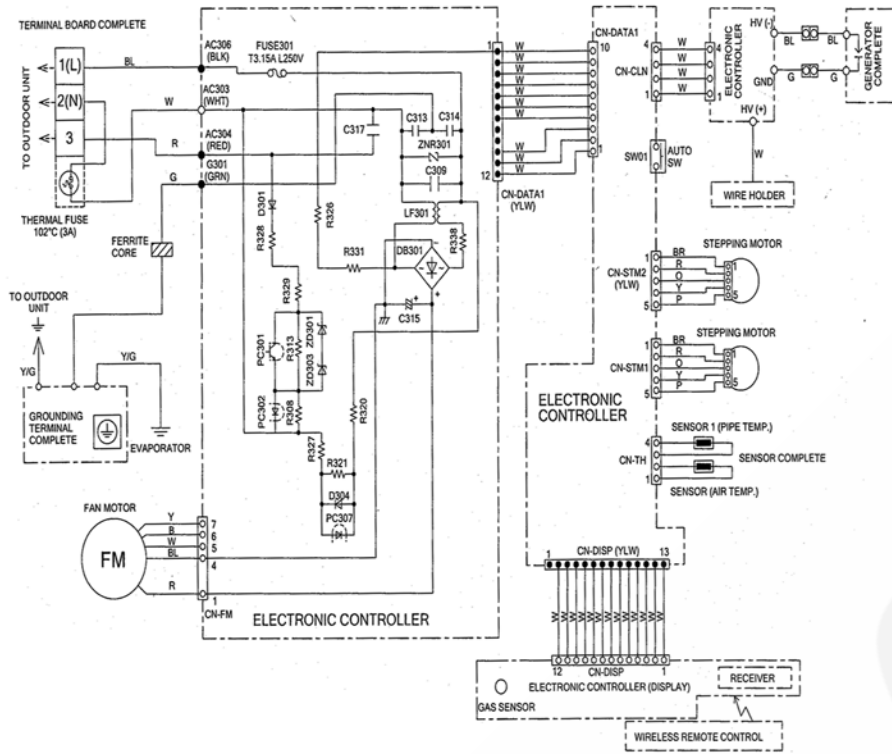 TERMINAL BOARD COMPLETE
TO OUTDOOR UNIT
1(L)
2(N)
3
THERMAL FUSE
102°C (3A)
BL
W
R
G
AC306
(BLK)
AC303
(WHT)
AC304
(RED)
G301
(GRN)
FUSE301
T3.15A L250V
C317
C313
C314
ZNR301
C309
LF301
DB301
R338
R326
R331
D301
R328
R329
C315
PC301
R313
ZD301
ZD303
PC302
R308
R327
R320
R321
D304
PC307
FERRITE
CORE
TO OUTDOOR
UNIT
Y/G
Y/G
Y/G
GROUNDING
TERMINAL
COMPLETE
EVAPORATOR
FAN MOTOR
FM
Y
B
W
BL
R
7
6
5
4
1
CN-FM
ELECTRONIC CONTROLLER
1
12
CN-DATA1
(YLW)
W
W
W
W
W
W
W
W
W
CN-DATA1
10
1
4
CN-CLN
1
W
W
W
W
4
1
ELECTRONIC
CONTROLLER
HV (-)
BL
BL
GND
G
G
GENERATOR
COMPLETE
HV (+)
W
WIRE HOLDER
SW01
AUTO
SW
STEPPING MOTOR
1
CN-STM2
(YLW)
5
BR
R
O
Y
P
1
5
STEPPING MOTOR
1
CN-STM1
5
BR
R
O
Y
P
1
5
ELECTRONIC
CONTROLLER
SENSOR 1 (PIPE TEMP.)
4
CN-TH
1
SENSOR COMPLETE
SENSOR (AIR TEMP.)
1
CN-DISP (YLW)
13
W W W W W W W W W W W W
12
CN-DISP
1
GAS SENSOR
ELECTRONIC CONTROLLER (DISPLAY)
RECEIVER
WIRELESS REMOTE CONTROL